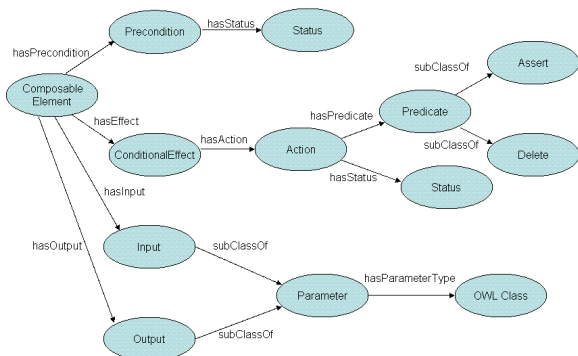 Precondition
hasStatus
Status
hasPrecondition
Assert
subClassOf
Composable
Element
hasPredicate
Predicate
hasEffect
subClassOf
ConditionalEffect
hasAction
Action
Delete
hasStatus
Status
hasInput
hasOutput
Input
subClassOf
hasParameterType
Parameter
OWL Class
subClassOf
Output